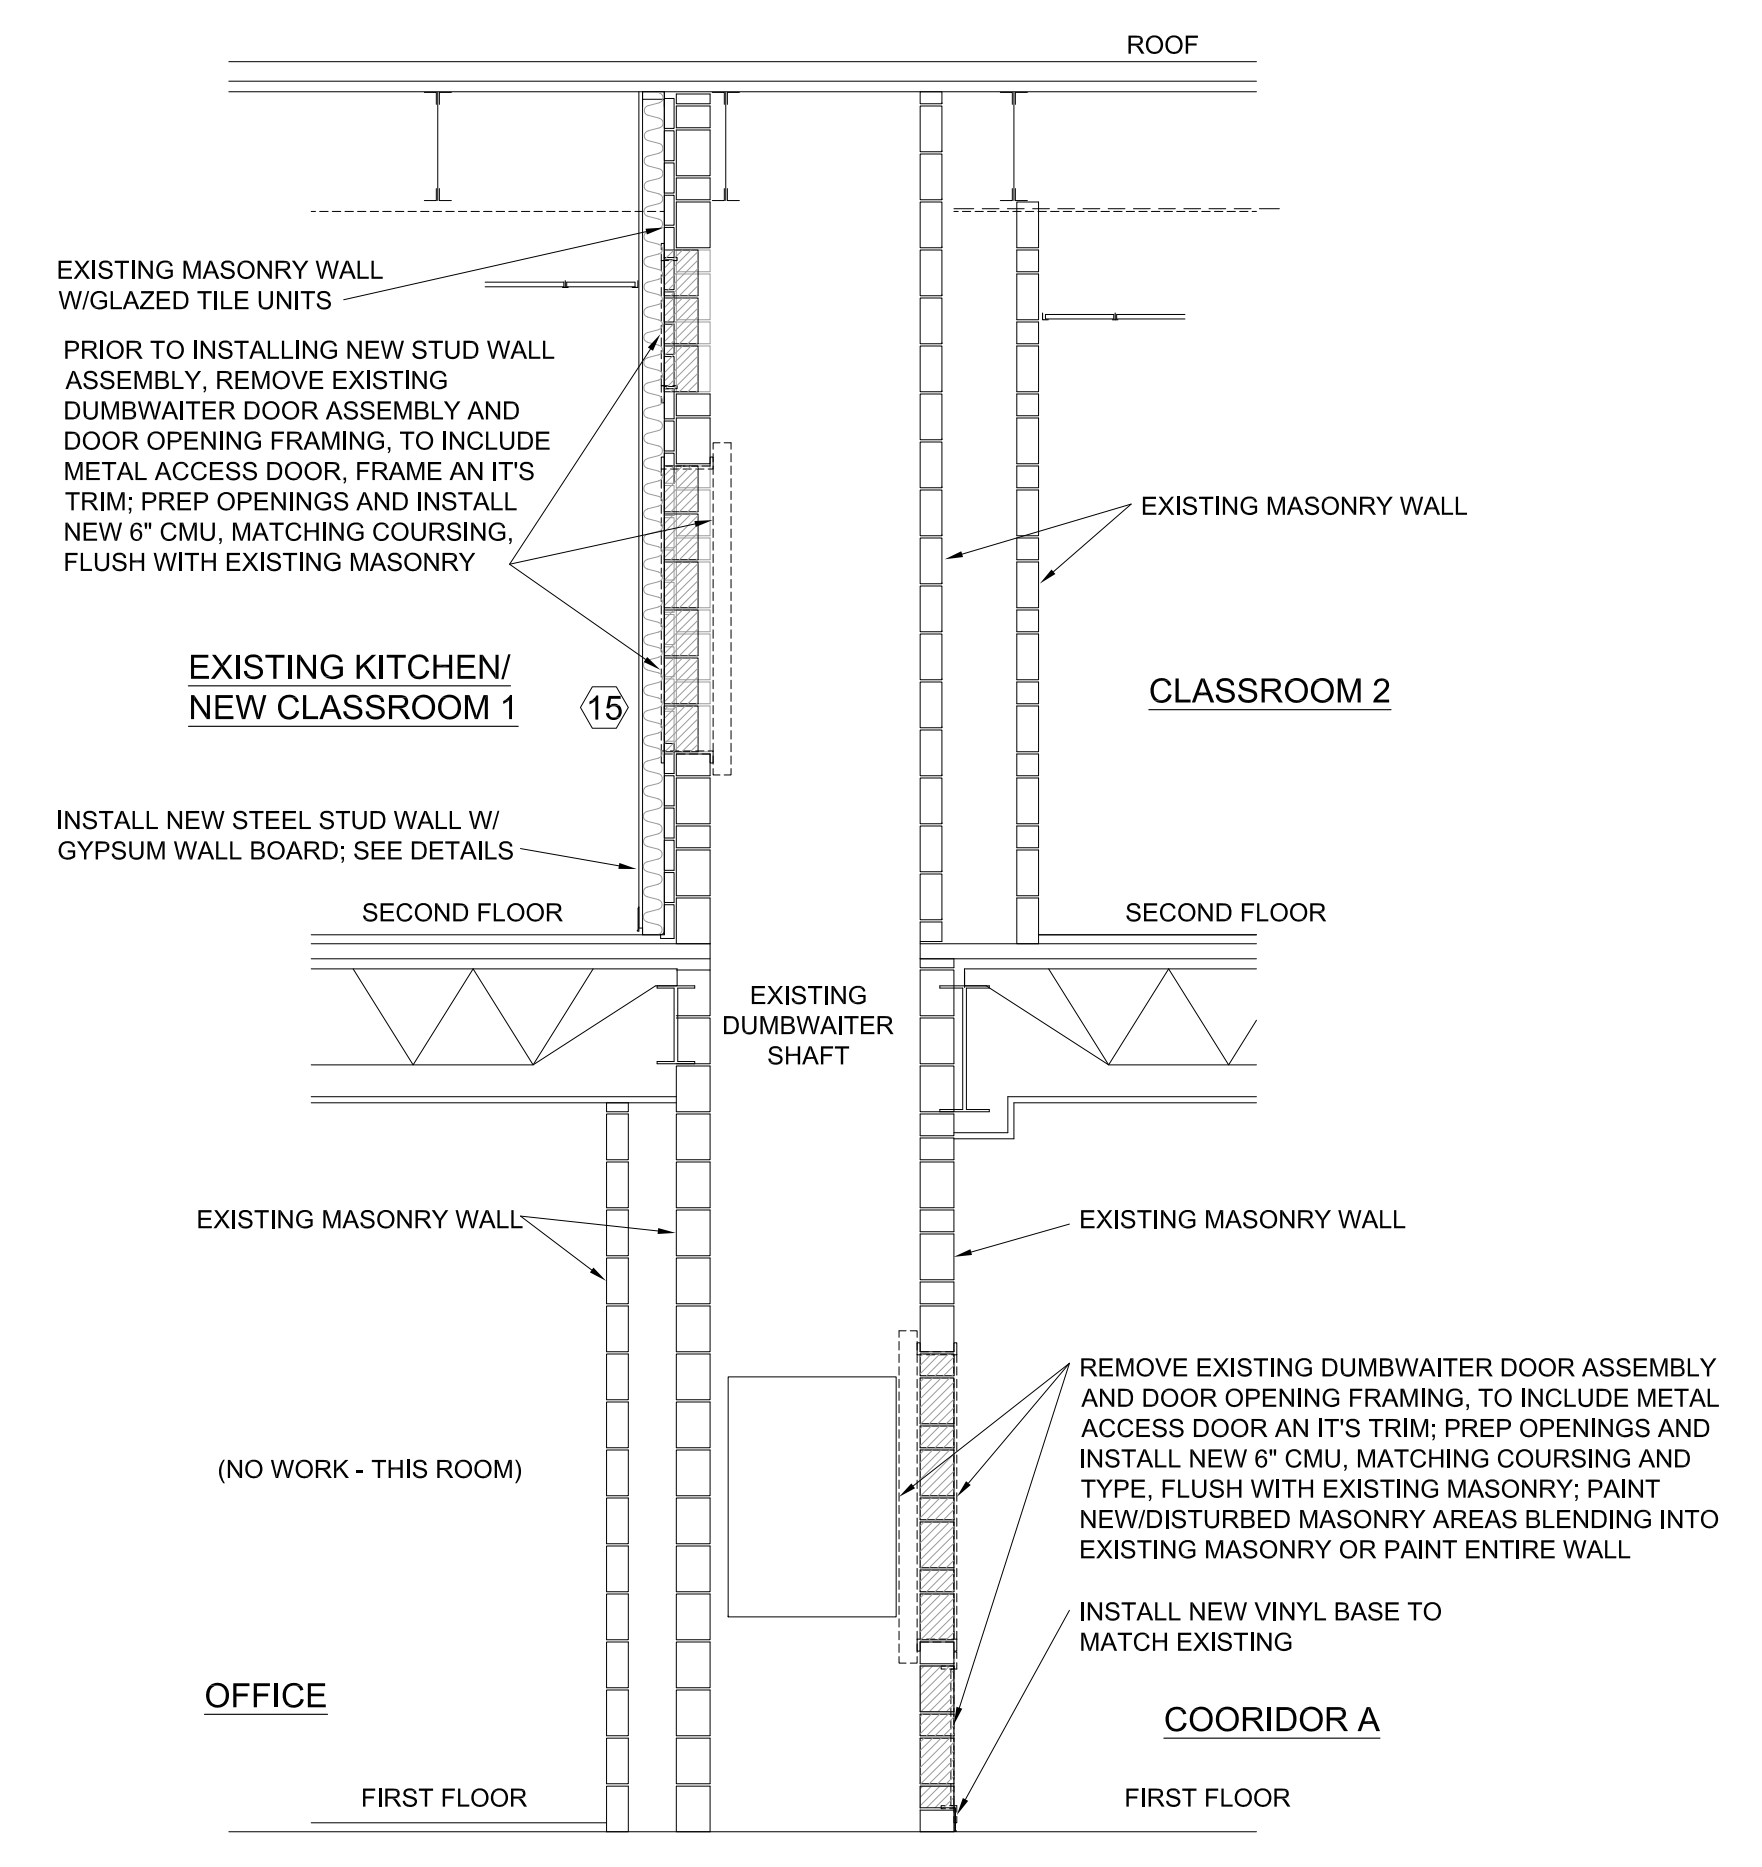 ROOF
EXISTING MASONRY WALL
W/GLAZED TILE UNITS
PRIOR TO INSTALLING NEW STUD WALL
ASSEMBLY, REMOVE EXISTING
DUMBWAITER DOOR ASSEMBLY AND
DOOR OPENING FRAMING, TO INCLUDE
METAL ACCESS DOOR, FRAME AN IT'S
TRIM; PREP OPENINGS AND INSTALL
NEW 6" CMU, MATCHING COURSING,
FLUSH WITH EXISTING MASONRY
EXISTING MASONRY WALL
EXISTING KITCHEN/
NEW CLASSROOM 1
15
CLASSROOM 2
INSTALL NEW STEEL STUD WALL W/
GYPSUM WALL BOARD; SEE DETAILS
SECOND FLOOR
SECOND FLOOR
EXISTING
DUMBWAITER
SHAFT
EXISTING MASONRY WALL
EXISTING MASONRY WALL
REMOVE EXISTING DUMBWAITER DOOR ASSEMBLY
AND DOOR OPENING FRAMING, TO INCLUDE METAL
ACCESS DOOR AN IT'S TRIM; PREP OPENINGS AND
INSTALL NEW 6" CMU, MATCHING COURSING AND
TYPE, FLUSH WITH EXISTING MASONRY; PAINT
NEW/DISTURBED MASONRY AREAS BLENDING INTO
EXISTING MASONRY OR PAINT ENTIRE WALL
(NO WORK - THIS ROOM)
INSTALL NEW VINYL BASE TO
MATCH EXISTING
OFFICE
COORIDOR A
FIRST FLOOR
FIRST FLOOR